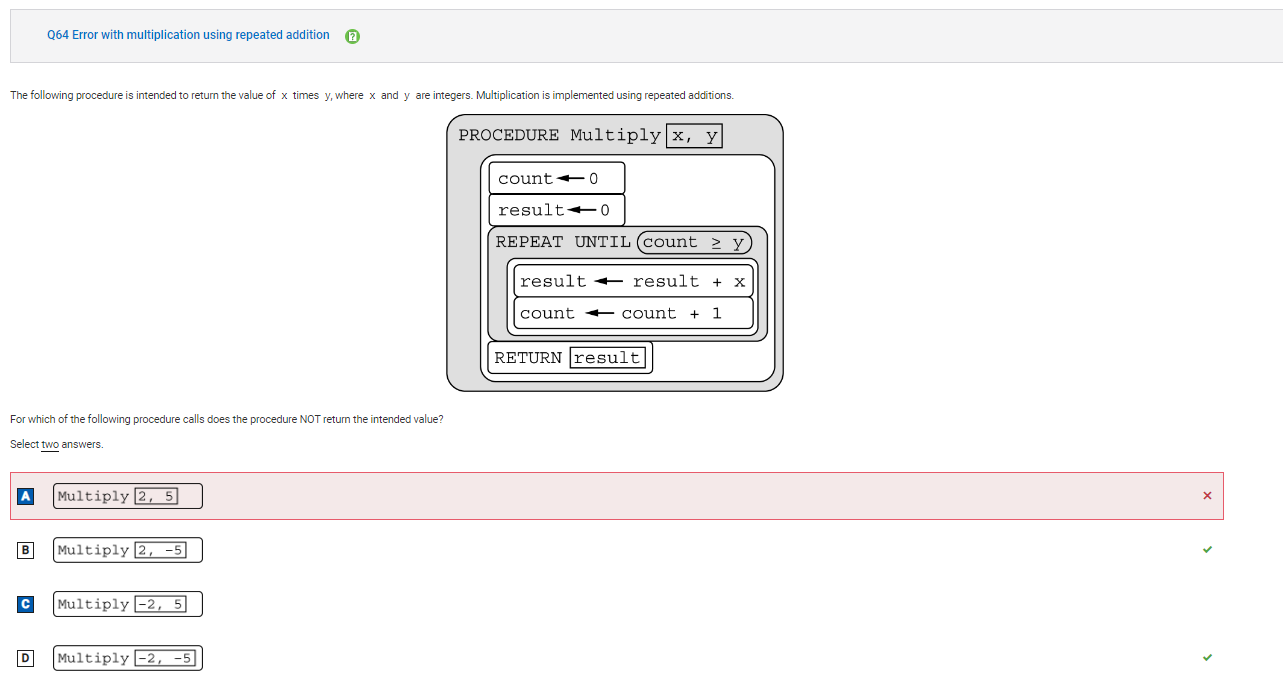 Q64 Error with multiplication using repeated addition ?
The following procedure is intended to return the value of x times y, where x and y are integers. Multiplication is implemented using repeated additions.
PROCEDURE Multiply x, y
count ← 0
result ← 0
REPEAT UNTIL count ≥ y
result ← result + x
count ← count + 1
RETURN result
For which of the following procedure calls does the procedure NOT return the intended value?
Select two answers.
A Multiply 2, 5
B Multiply 2, -5
C Multiply -2, 5
D Multiply -2, -5